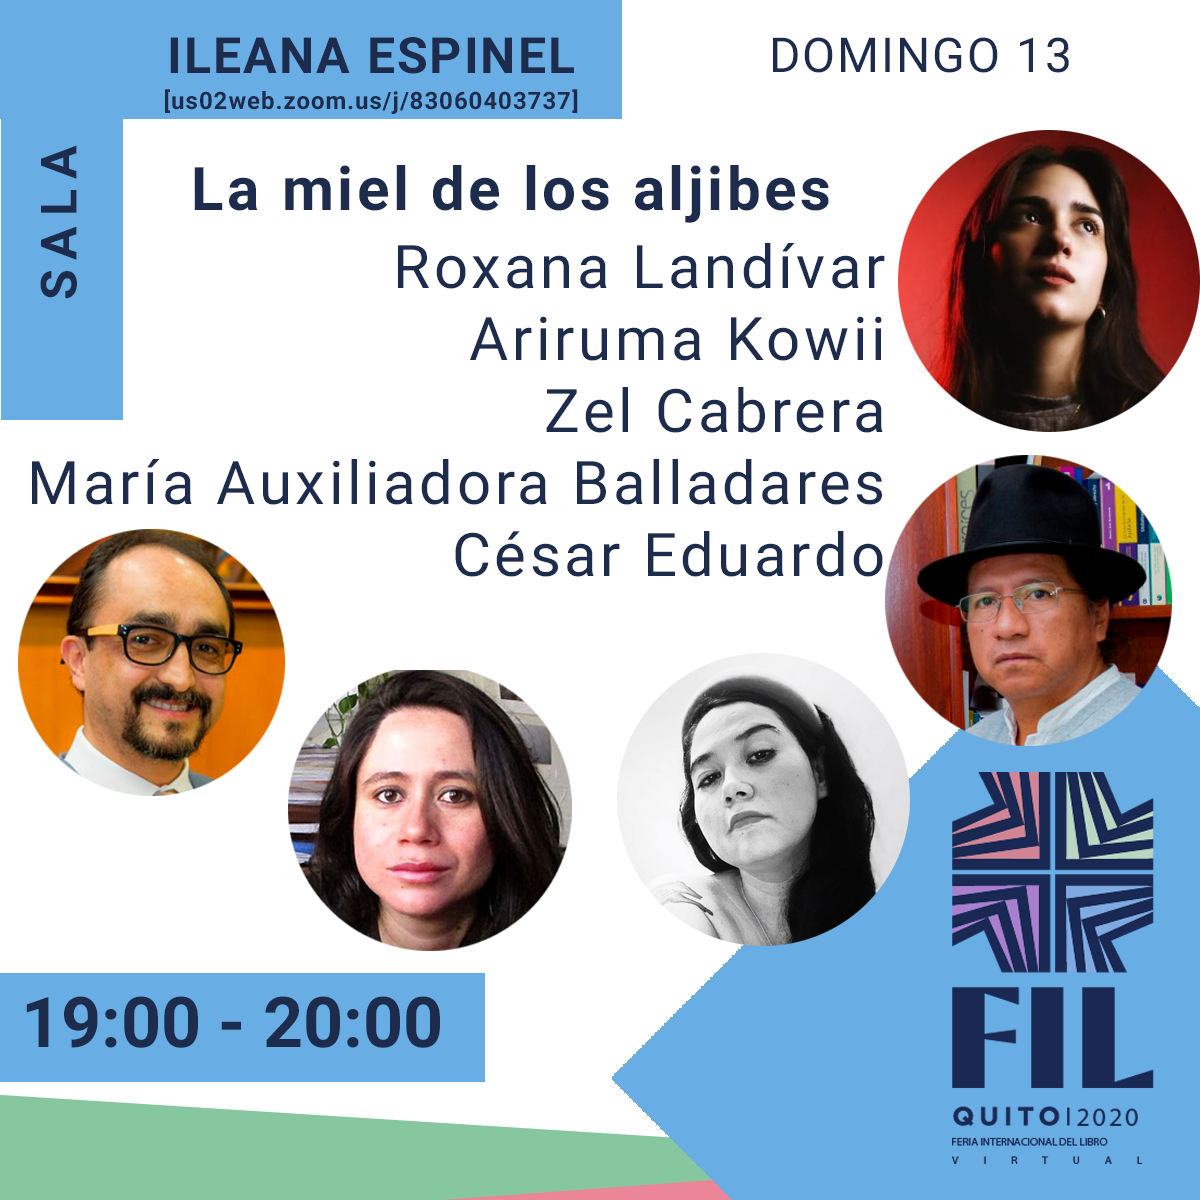 ILEANA ESPINEL
[us02web.zoom.us/j/83060403737]
DOMINGO 13
SALA
La miel de los aljibes
Roxana Landívar
Ariruma Kowii
Zel Cabrera
María Auxiliadora Balladares
César Eduardo
19:00 - 20:00
FIL
QUITO|2020
FERIA INTERNACIONAL DEL LIBRO
VIRTUAL